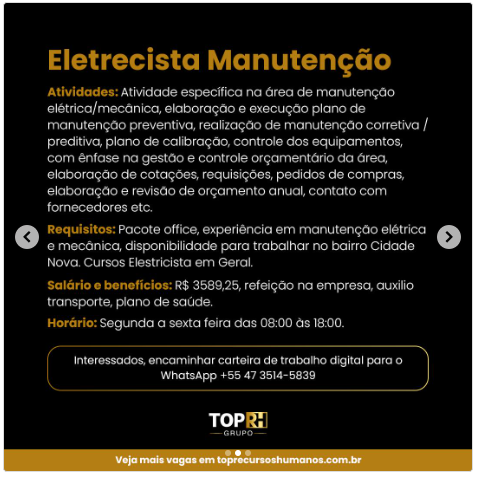 Eletrecista Manutenção
Atividades: Atividade específica na área de manutenção
elétrica/mecânica, elaboração e execução plano de
manutenção preventiva, realização de manutenção corretiva /
preditiva, plano de calibração, controle dos equipamentos,
com ênfase na gestão e controle orçamentário da área,
elaboração de cotações, requisições, pedidos de compras,
elaboração e revisão de orçamento anual, contato com
fornecedores etc.
Requisitos: Pacote office, experiência em manutenção elétrica
e mecânica, disponibilidade para trabalhar no bairro Cidade
Nova. Cursos Elestricista em Geral.
Salário e benefícios: R$ 3589,25, refeição na empresa, auxilio
transporte, plano de saúde.
Horário: Segunda a sexta feira das 08:00 às 18:00.
Interessados, encaminhar carteira de trabalho digital para o
WhatsApp +55 47 3514-5839
TOPRH
GRUPO
Veja mais vagas em toprecursoshumanos.com.br